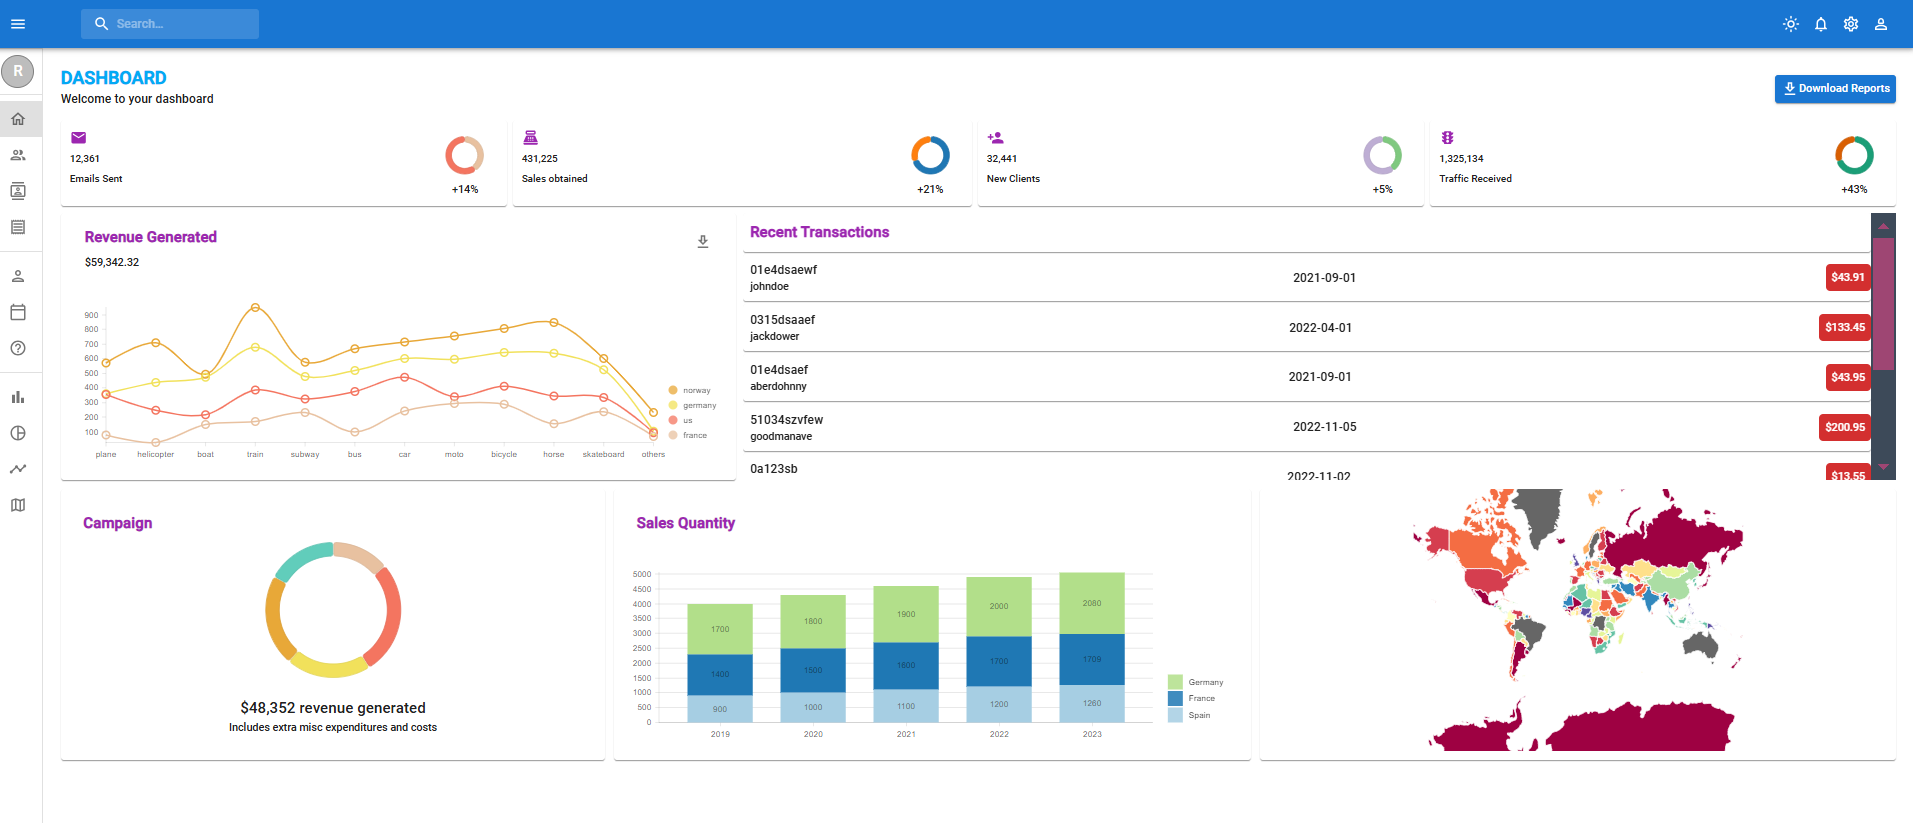 Search...
R
DASHBOARD
Welcome to your dashboard
Download Reports
12,361
Emails Sent
+14%
431,225
Sales obtained
+21%
32,441
New Clients
+5%
1,325,134
Traffic Received
+43%
Revenue Generated
$59,342.32
900
800
700
600
500
400
300
200
100
plane helicopter boat train subway bus car moto bicycle horse skateboard others
norway
germany
us
france
Recent Transactions
01e4dsaewf
johndoe
2021-09-01
$43.91
0315dsaaef
jackdower
2022-04-01
$133.45
01e4dsaef
aberdohnny
2021-09-01
$43.95
51034szvfew
goodmanave
2022-11-05
$200.95
0a123sb
2022-11-02
$13.55
Campaign
$48,352 revenue generated
Includes extra misc expenditures and costs
Sales Quantity
5000
4500
4000
3500
3000
2500
2000
1500
1000
500
0
1700 1800 1900 2000 2080
1400 1500 1600 1700 1709
900 1000 1100 1200 1260
2019 2020 2021 2022 2023
Germany
France
Spain